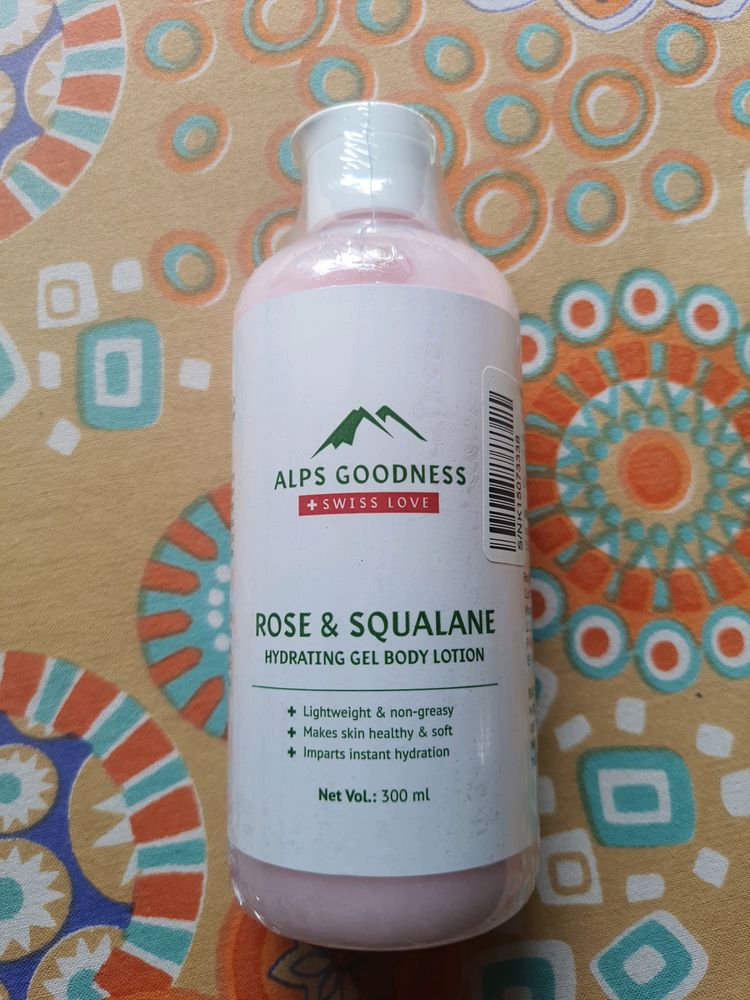 ALPS GOODNESS
SWISS LOVE
ROSE & SQUALANE
HYDRATING GEL BODY LOTION
Lightweight & non-greasy
Makes skin healthy & soft
Imparts instant hydration
Net Vol.: 300 ml
S/NK15073339